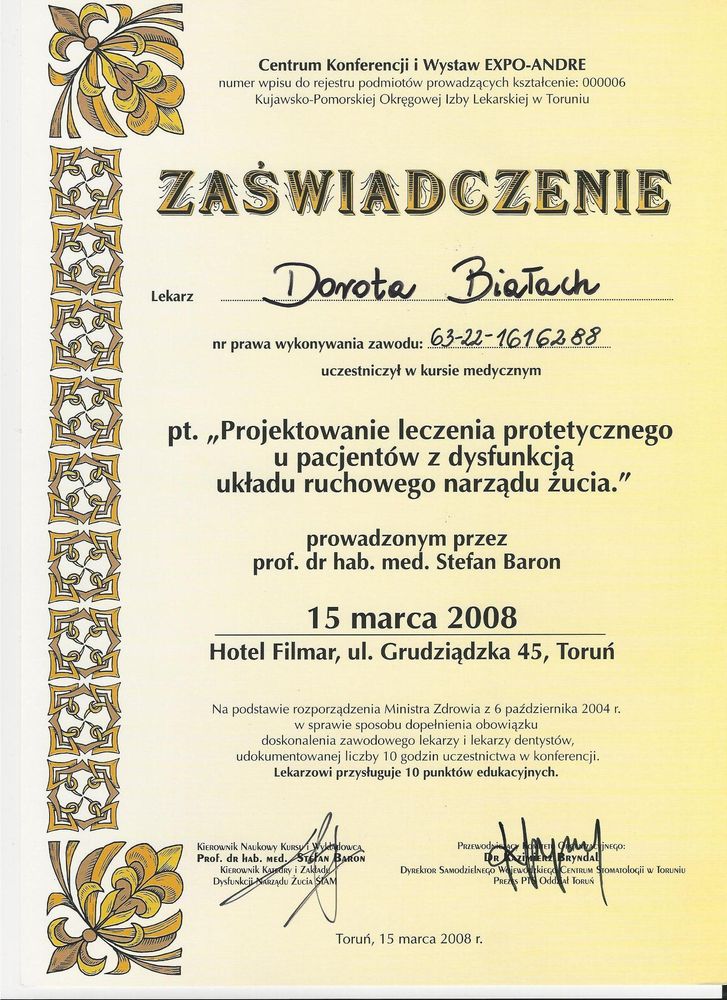 Centrum Konferencji i Wystaw EXPO-ANDRE
numer wpisu do rejestru podmiotów prowadzących kształcenie: 000006
Kujawsko-Pomorskiej Okręgowej Izby Lekarskiej w Toruniu
ZAŚWIADCZENIE
Lekarz Dorota Białach
nr prawa wykonywania zawodu: 63-22-1616288
uczestniczył w kursie medycznym
pt. „Projektowanie leczenia protetycznego
u pacjentów z dysfunkcją
układu ruchowego narządu żucia.”
prowadzonym przez
prof. dr hab. med. Stefan Baron
15 marca 2008
Hotel Filmar, ul. Grudziądzka 45, Toruń
Na podstawie rozporządzenia Ministra Zdrowia z 6 października 2004 r.
w sprawie sposobu dopełnienia obowiązku
doskonalenia zawodowego lekarzy i lekarzy dentystów,
udokumentowanej liczby 10 godzin uczestnictwa w konferencji.
Lekarzowi przysługuje 10 punktów edukacyjnych.
Kierownik Naukowy Kursu i Wykładowca
Prof. dr hab. med. Stefan Baron
Kierownik Katedry i Zakładu
Dysfunkcji Narządu Żucia ŚIAM
Przewodniczący Komitetu Organizacyjnego:
Dr Kazimierz Bryndal
Dyrektor Samodzielnego Wojewódzkiego Centrum Stomatologii w Toruniu
Prezes PTS Oddział Toruń
Toruń, 15 marca 2008 r.